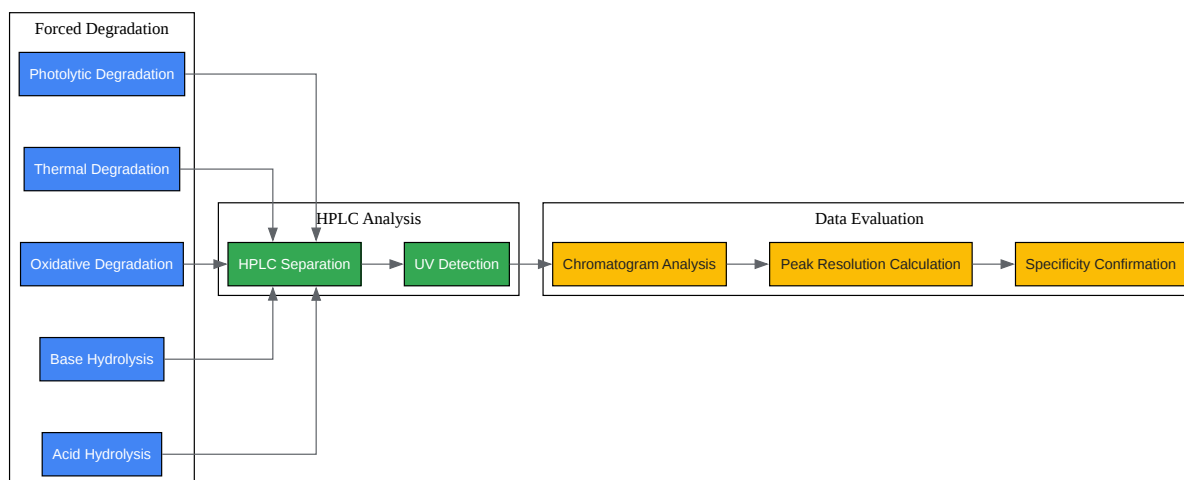 Forced Degradation
Photolytic Degradation
Thermal Degradation
Oxidative Degradation
Base Hydrolysis
Acid Hydrolysis
HPLC Analysis
HPLC Separation
UV Detection
Data Evaluation
Chromatogram Analysis
Peak Resolution Calculation
Specificity Confirmation